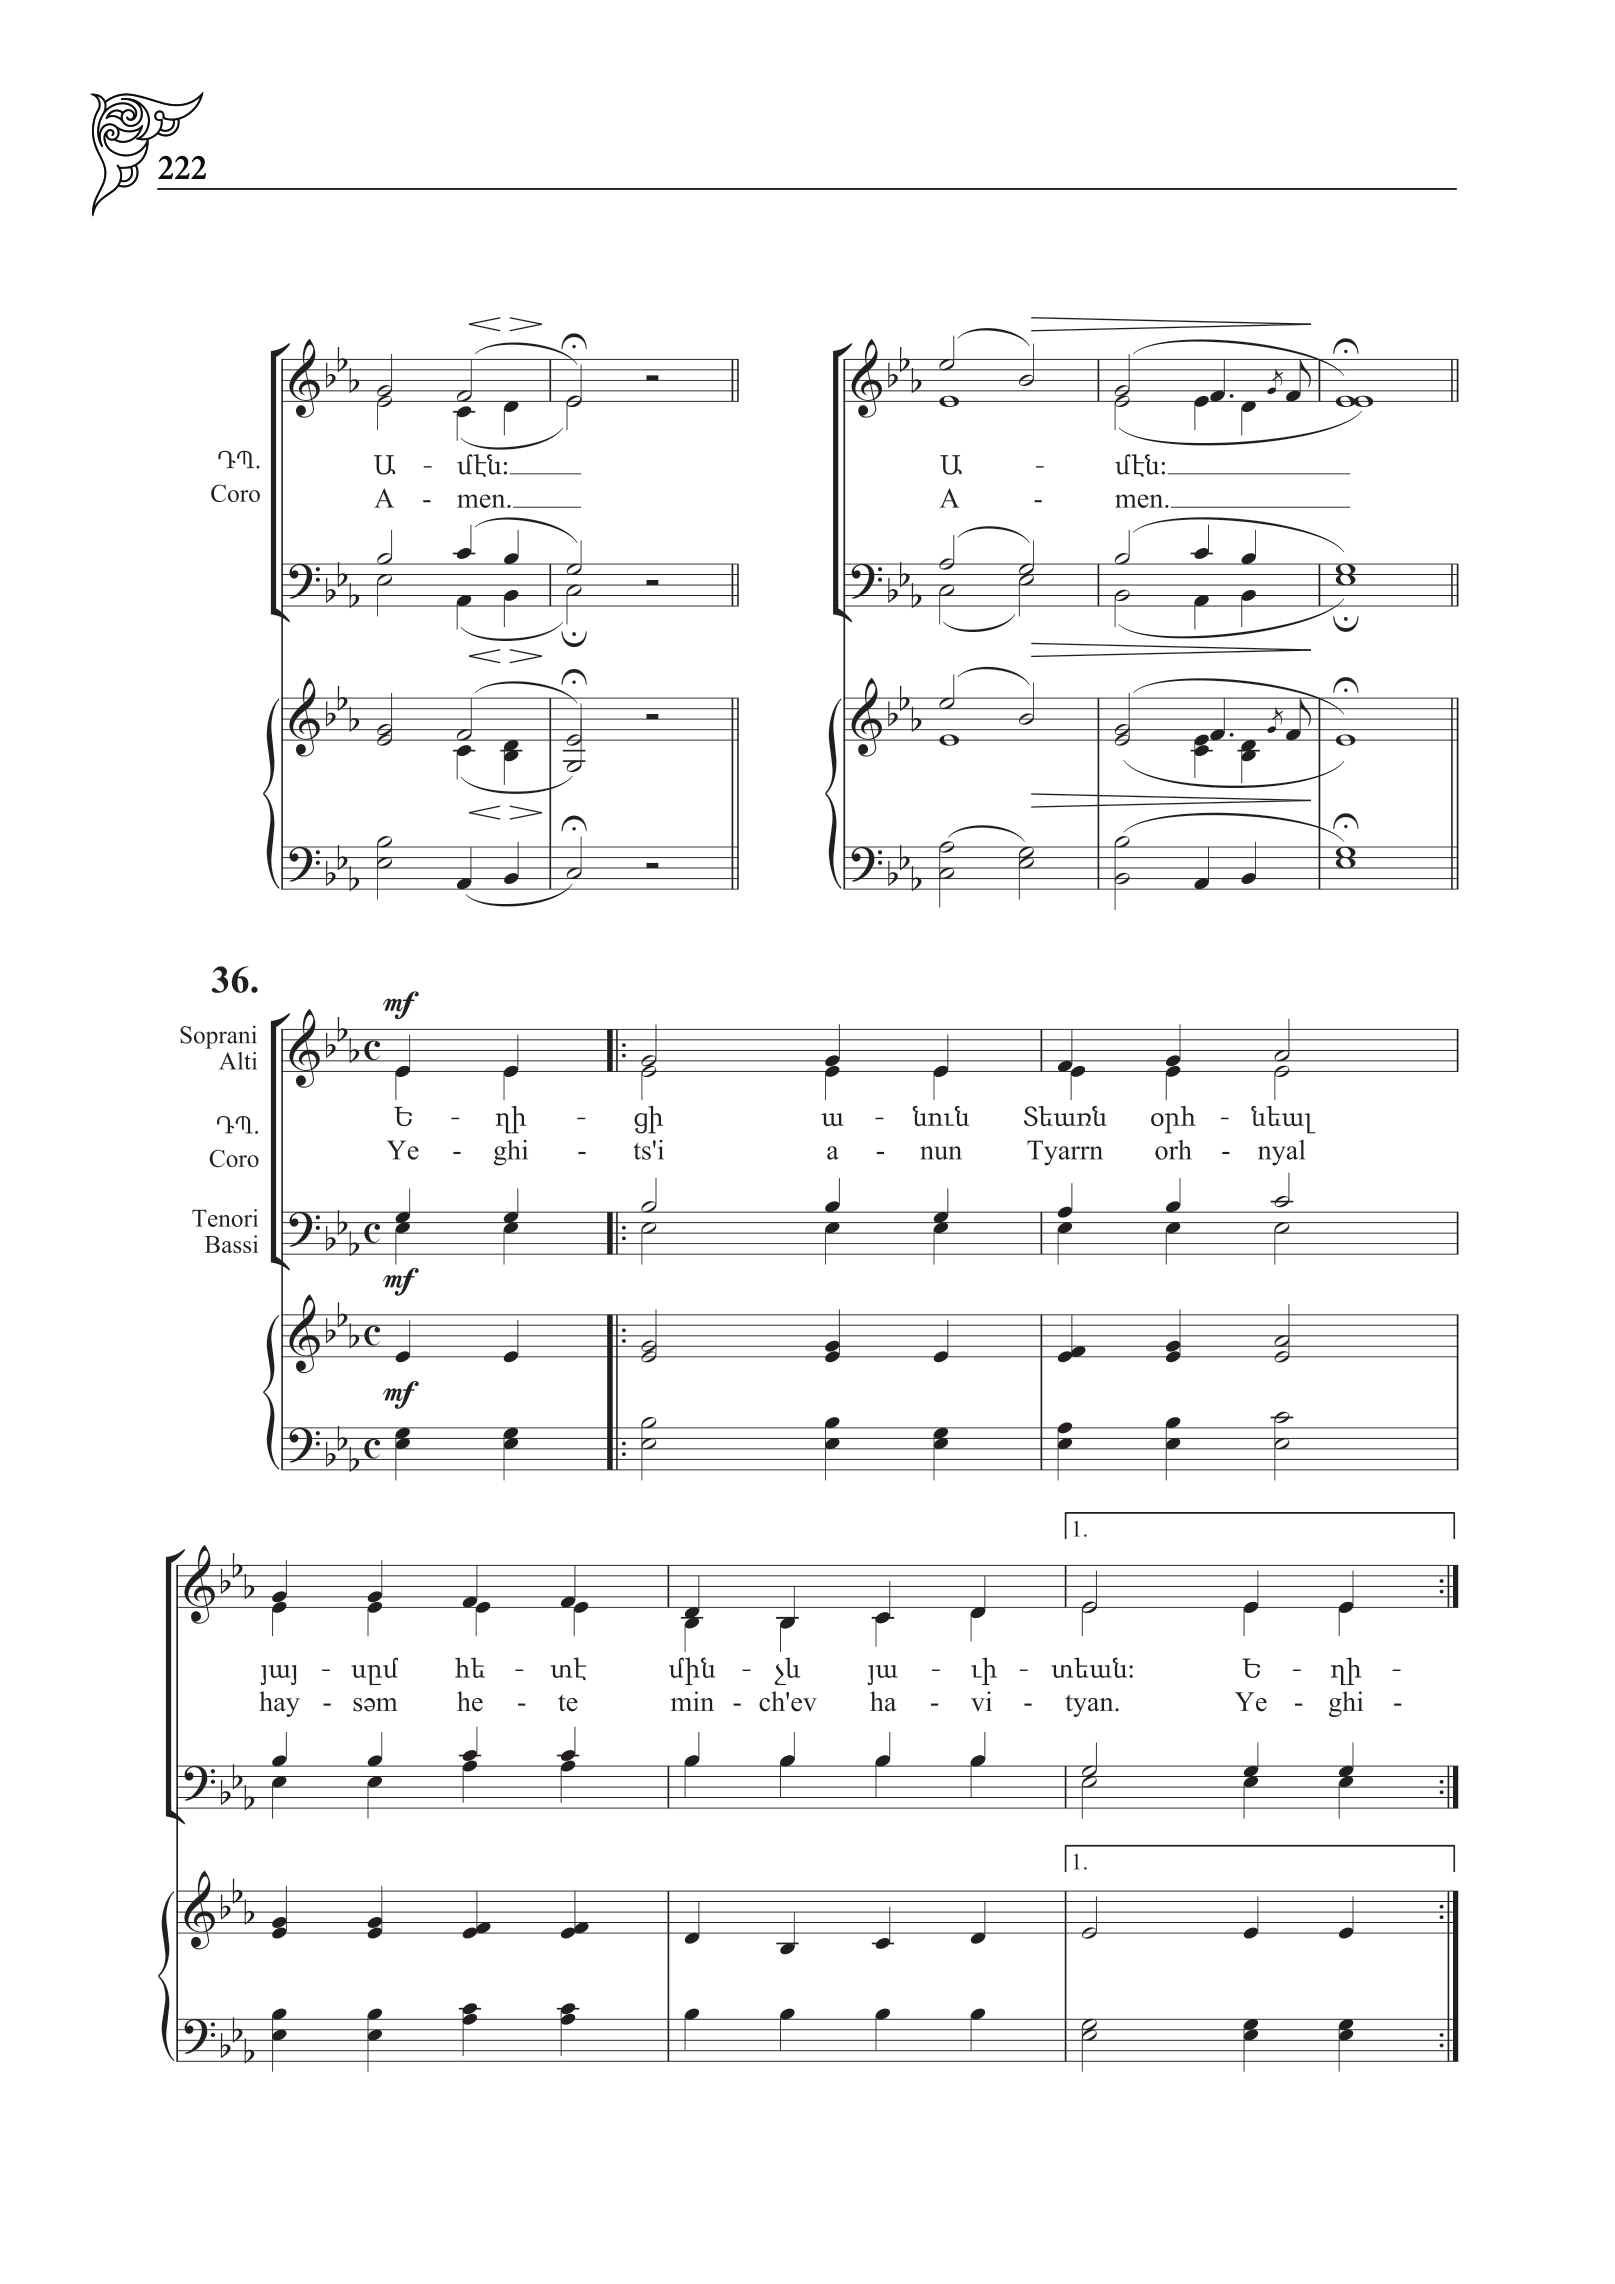 222
ԴՊ.
Coro
Ա - մէն:
A - men.
Ա - մէն:
A - men.
36.
mf
Soprani
Alti
ԴՊ.
Coro
Ե - ղի - ցի ա - նուն Տեառն օրհ - նեալ
Ye - ghi - ts'i a - nun Tyarrn orh - nyal
Tenori
Bassi
mf
mf
1.
յայ - սըմ հե - տէ մին - չև յա - ւի - տեան: Ե - ղի -
hay - səm he - te min - ch'ev ha - vi - tyan. Ye - ghi -
1.